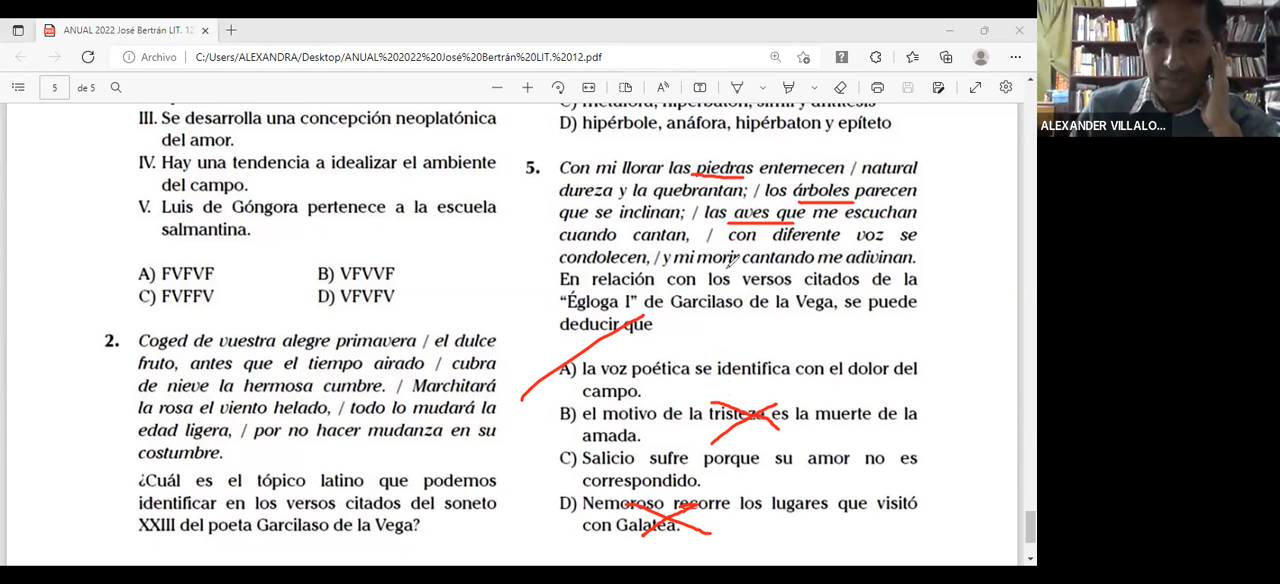 ANUAL 2022 José Bertrán LIT. 12
Archivo
C:/Users/ALEXANDRA/Desktop/ANUAL%202022%20José%20Bertrán%20LIT.%2012.pdf
5
de 5
ALEXANDER VILLALO...
III. Se desarrolla una concepción neoplatónica
del amor.
IV. Hay una tendencia a idealizar el ambiente
del campo.
V. Luis de Góngora pertenece a la escuela
salmantina.
A) FVFVF
B) VFVVF
C) FVFFV
D) VFVFV
2. Coged de vuestra alegre primavera / el dulce
fruto, antes que el tiempo airado / cubra
de nieve la hermosa cumbre. / Marchitará
la rosa el viento helado, / todo lo mudará la
edad ligera, / por no hacer mudanza en su
costumbre.
¿Cuál es el tópico latino que podemos
identificar en los versos citados del soneto
XXIII del poeta Garcilaso de la Vega?
C) metáfora, hipérbaton, símil y antítesis
D) hipérbole, anáfora, hipérbaton y epíteto
5. Con mi llorar las piedras enternecen / natural
dureza y la quebrantan; / los árboles parecen
que se inclinan; / las aves que me escuchan
cuando cantan, / con diferente voz se
condolecen, / y mi morir cantando me adivinan.
En relación con los versos citados de la
“Égloga I” de Garcilaso de la Vega, se puede
deducir que
A) la voz poética se identifica con el dolor del
campo.
B) el motivo de la tristeza es la muerte de la
amada.
C) Salicio sufre porque su amor no es
correspondido.
D) Nemoroso recorre los lugares que visitó
con Galatea.